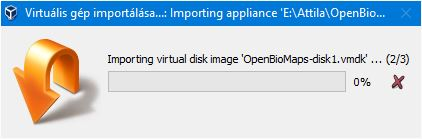 Virtuális gép importálása...: Importing appliance 'E:\Attila\OpenBio...
Importing virtual disk image 'OpenBioMaps-disk1.vmdk' ... (2/3)
0%